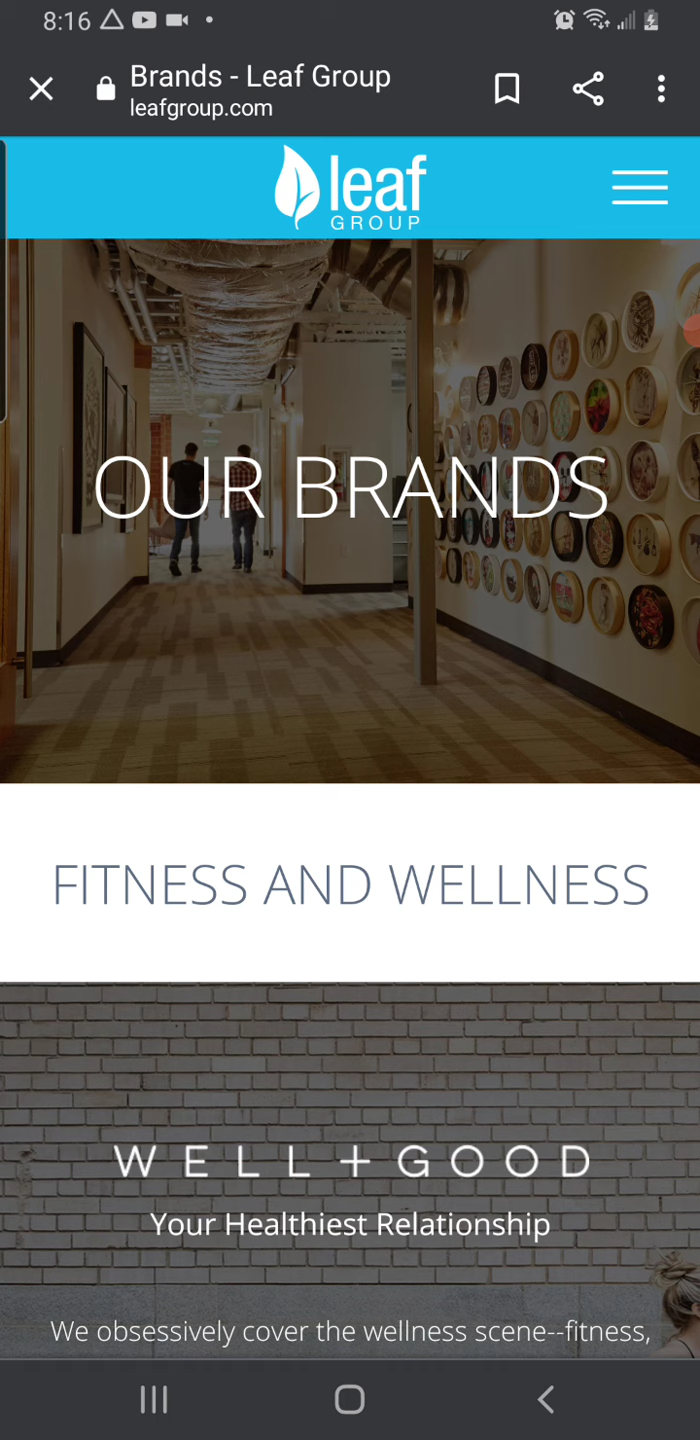 8:16
Brands - Leaf Group
leafgroup.com
leaf
GROUP
OUR BRANDS
FITNESS AND WELLNESS
WELL+GOOD
Your Healthiest Relationship
We obsessively cover the wellness scene--fitness,